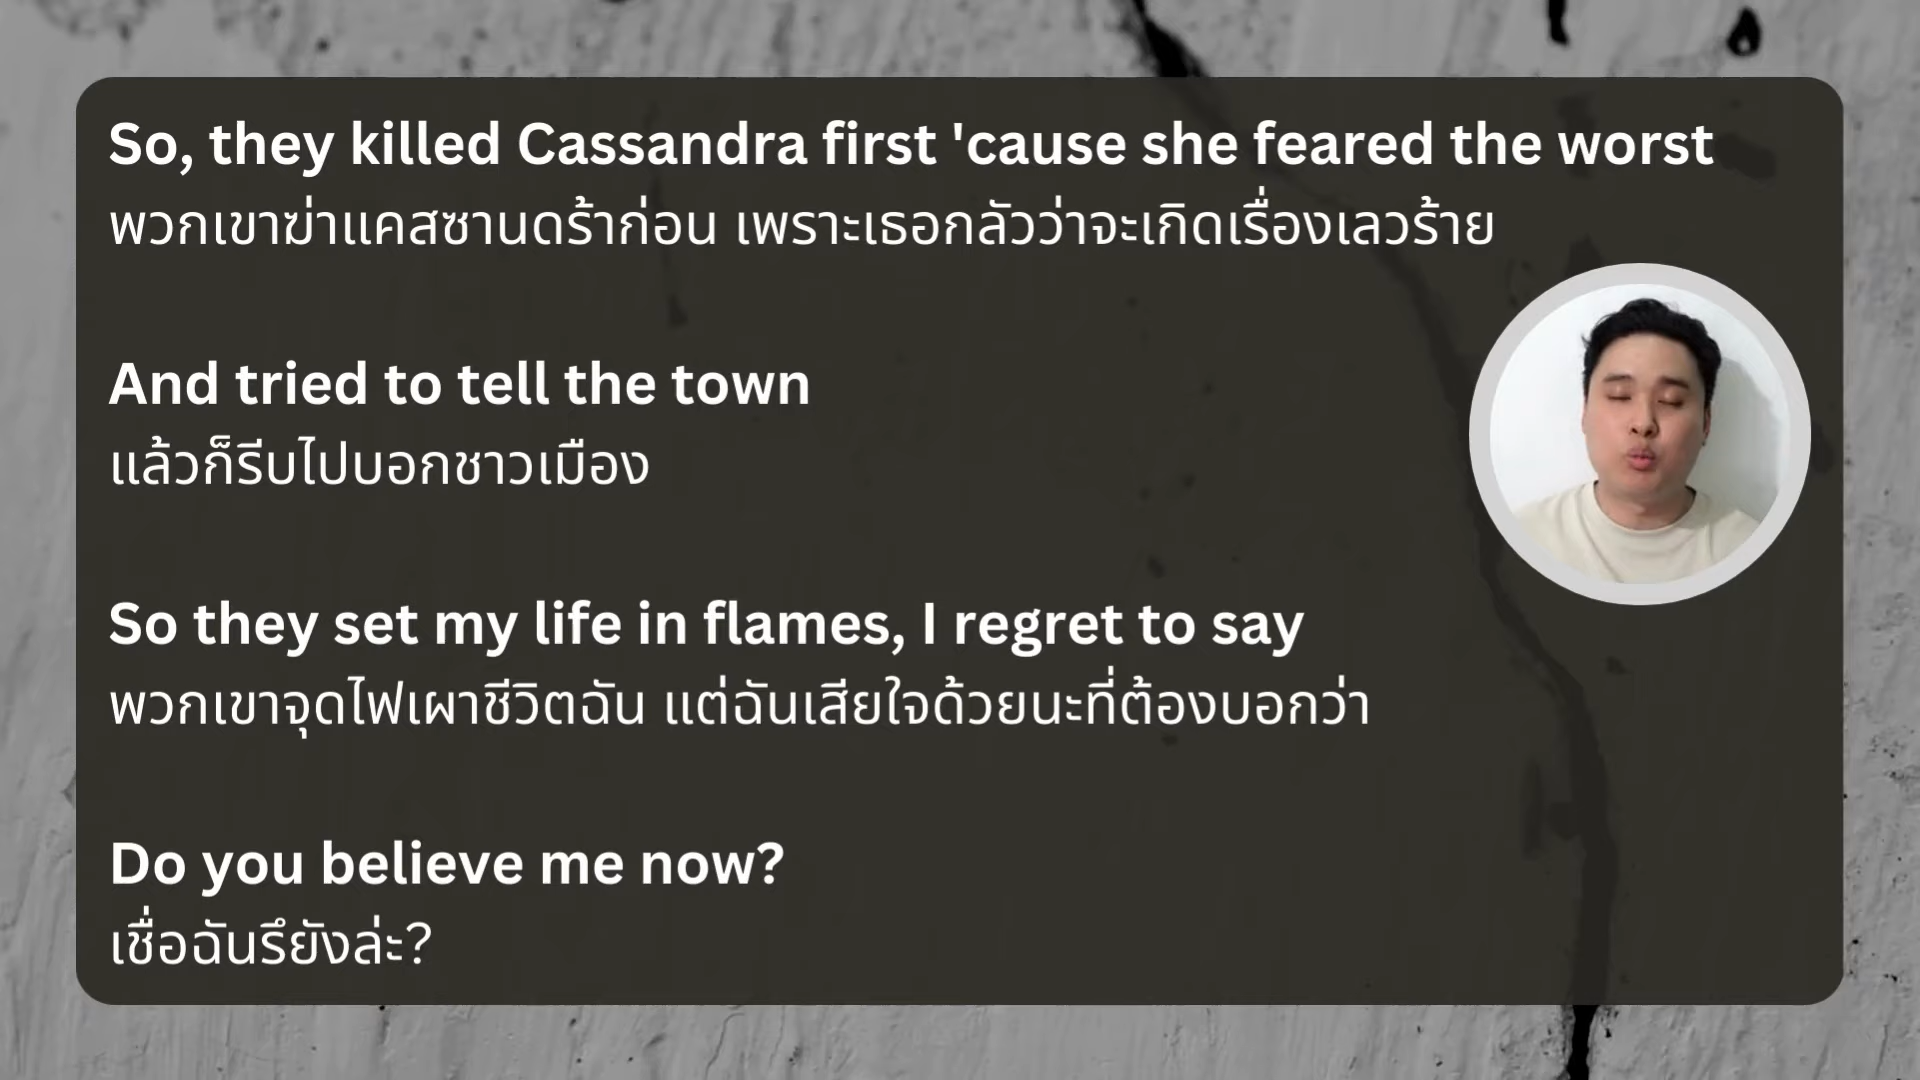 So, they killed Cassandra first 'cause she feared the worst
พวกเขาฆ่าแคสซานดร้าก่อน เพราะเธอกลัวว่าจะเกิดเรื่องเลวร้าย
And tried to tell the town
แล้วก็รีบไปบอกชาวเมือง
So they set my life in flames, I regret to say
พวกเขาจุดไฟเผาชีวิตฉัน แต่ฉันเสียใจด้วยนะที่ต้องบอกว่า
Do you believe me now?
เชื่อฉันรึยังล่ะ?